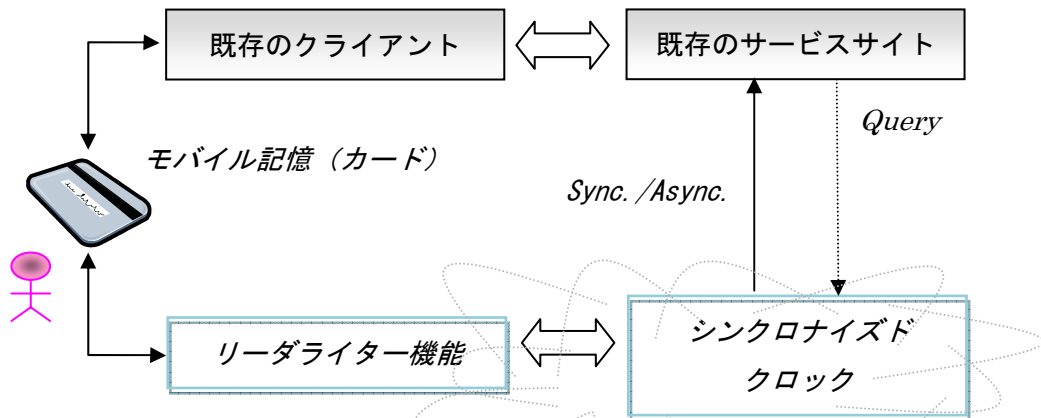 既存のクライアント
既存のサービスサイト
Query
モバイル記憶（カード）
Sync./Async.
リーダライター機能
シンクロナイズド
クロック